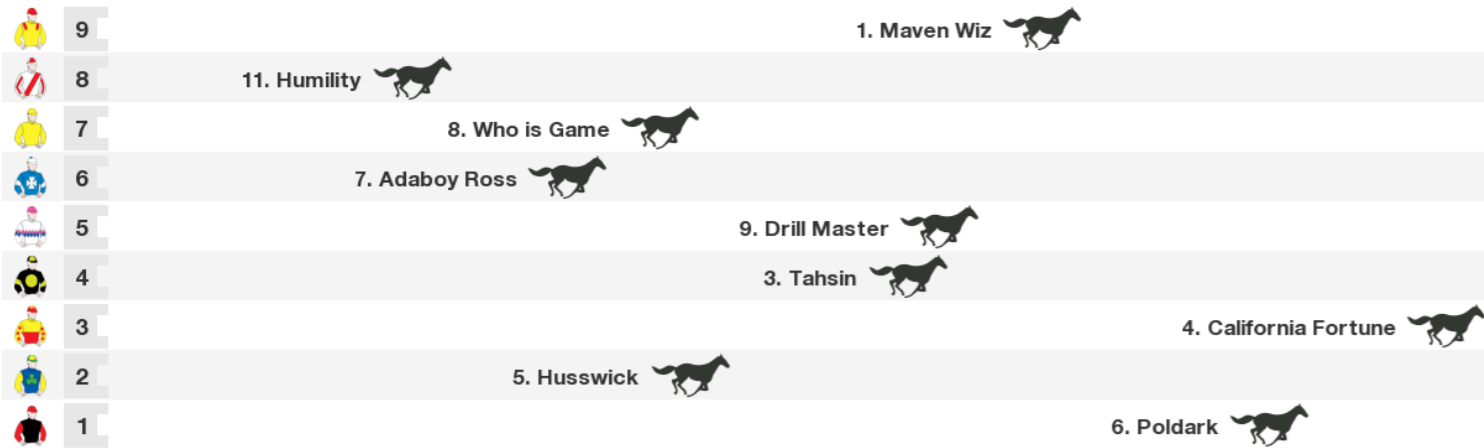 9 1. Maven Wiz
8 11. Humility
7 8. Who is Game
6 7. Adaboy Ross
5 9. Drill Master
4 3. Tahsin
3 4. California Fortune
2 5. Husswick
1 6. Poldark